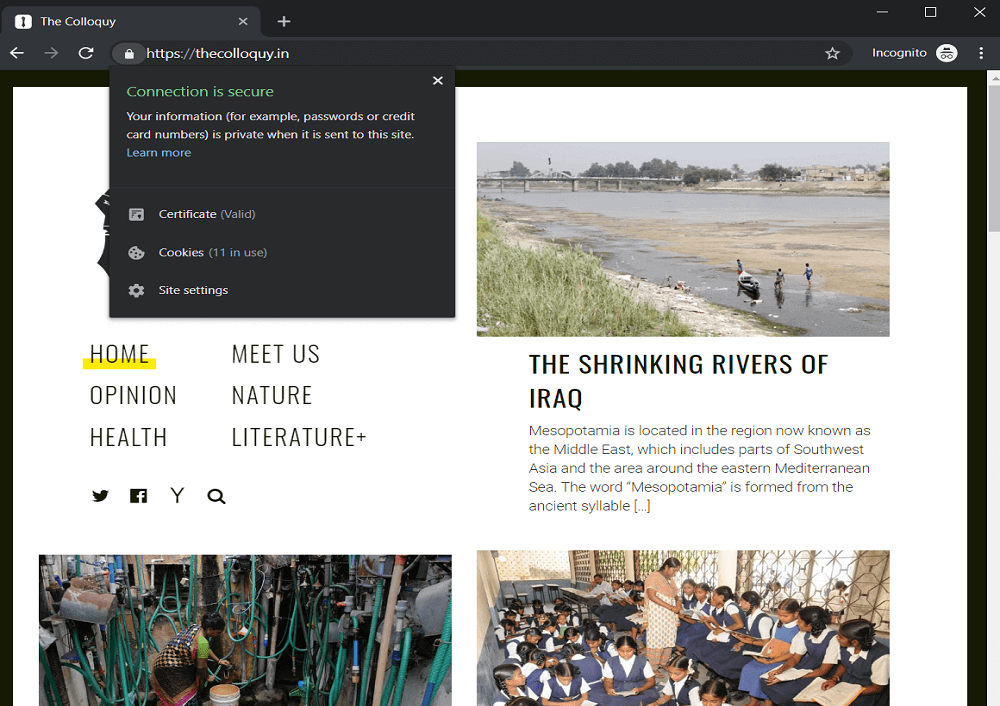 The Colloquy
https://thecolloquy.in
Incognito
Connection is secure
Your information (for example, passwords or credit
card numbers) is private when it is sent to this site.
Learn more
Certificate (Valid)
Cookies (11 in use)
Site settings
HOME
MEET US
OPINION
NATURE
HEALTH
LITERATURE+
THE SHRINKING RIVERS OF
IRAQ
Mesopotamia is located in the region now known as
the Middle East, which includes parts of Southwest
Asia and the area around the eastern Mediterranean
Sea. The word “Mesopotamia” is formed from the
ancient syllable [...]